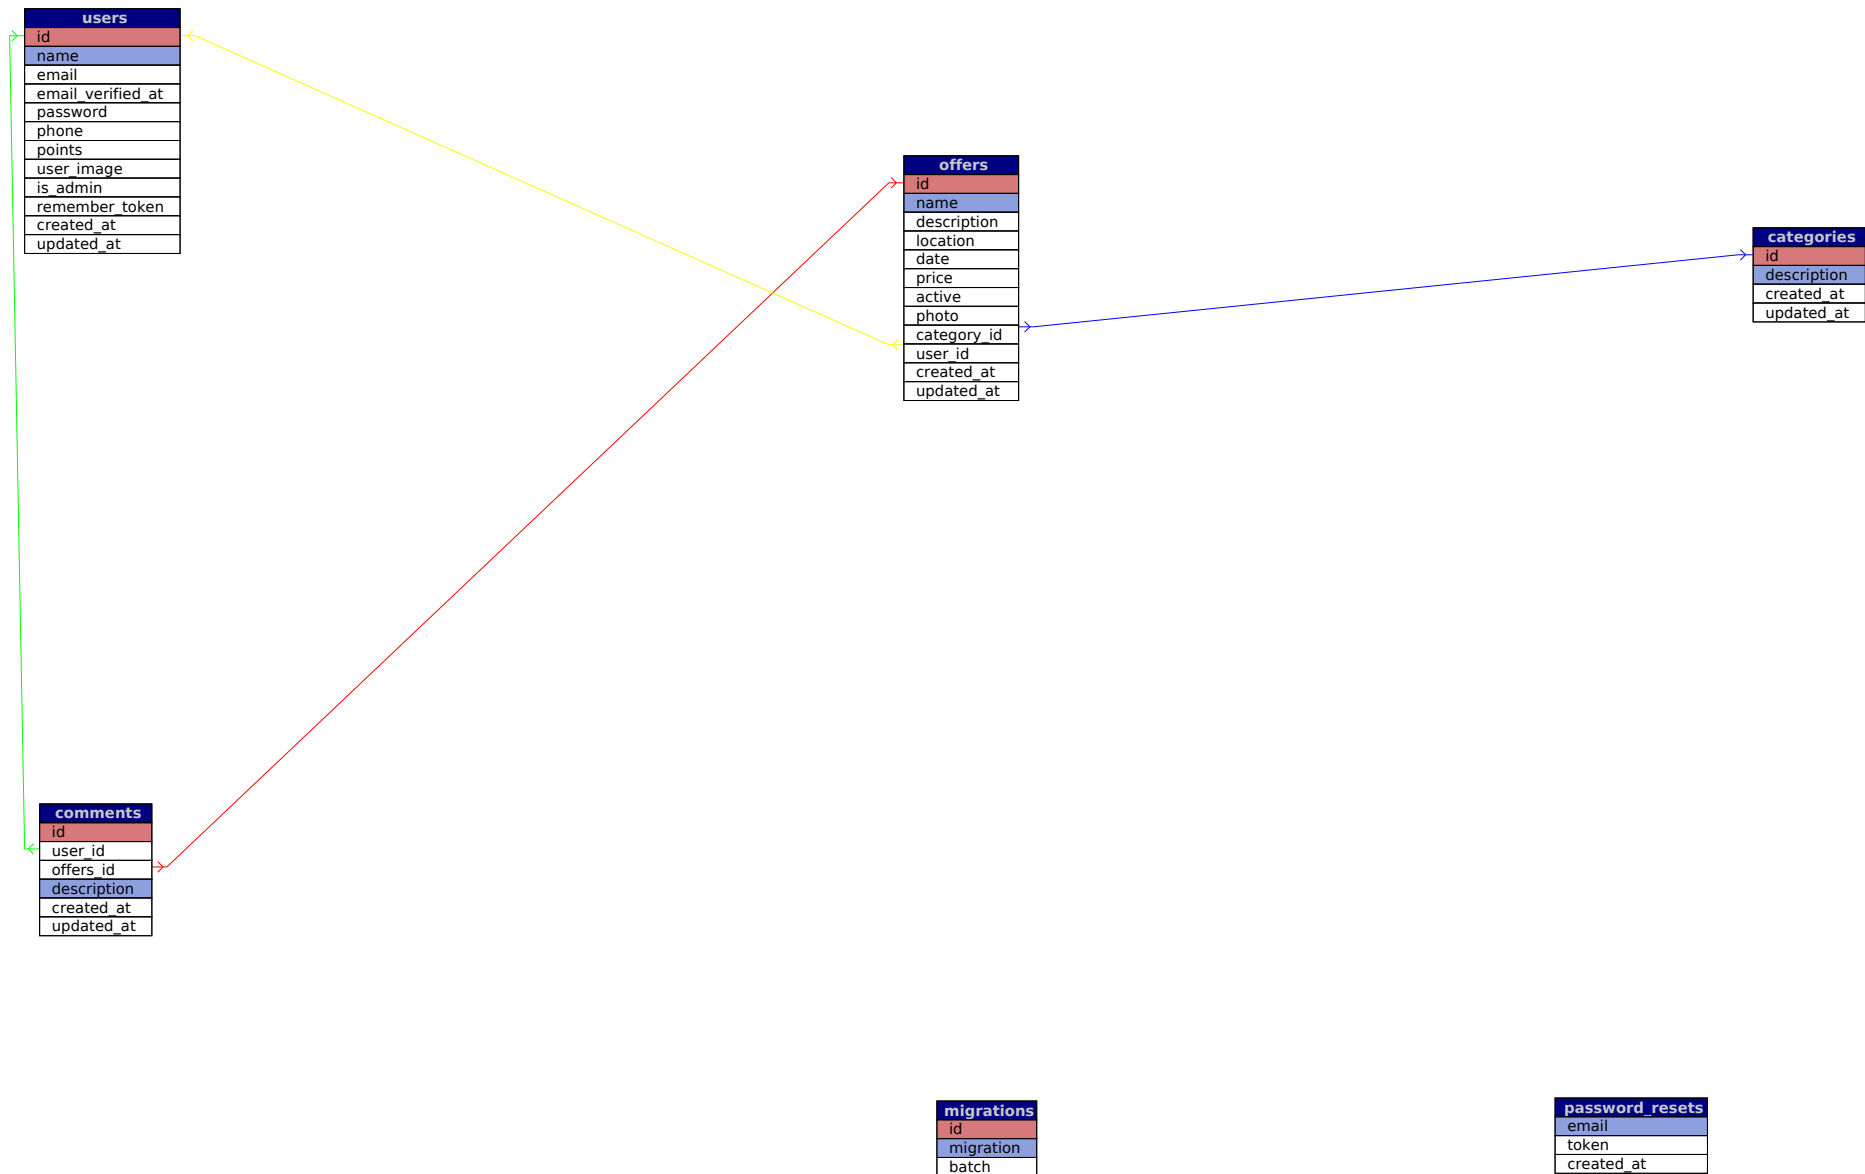 users
id
name
email
email_verified_at
password
phone
points
user_image
is_admin
remember_token
created_at
updated_at
offers
id
name
description
location
date
price
active
photo
category_id
user_id
created_at
updated_at
categories
id
description
created_at
updated_at
comments
id
user_id
offers_id
description
created_at
updated_at
migrations
id
migration
batch
password_resets
email
token
created_at